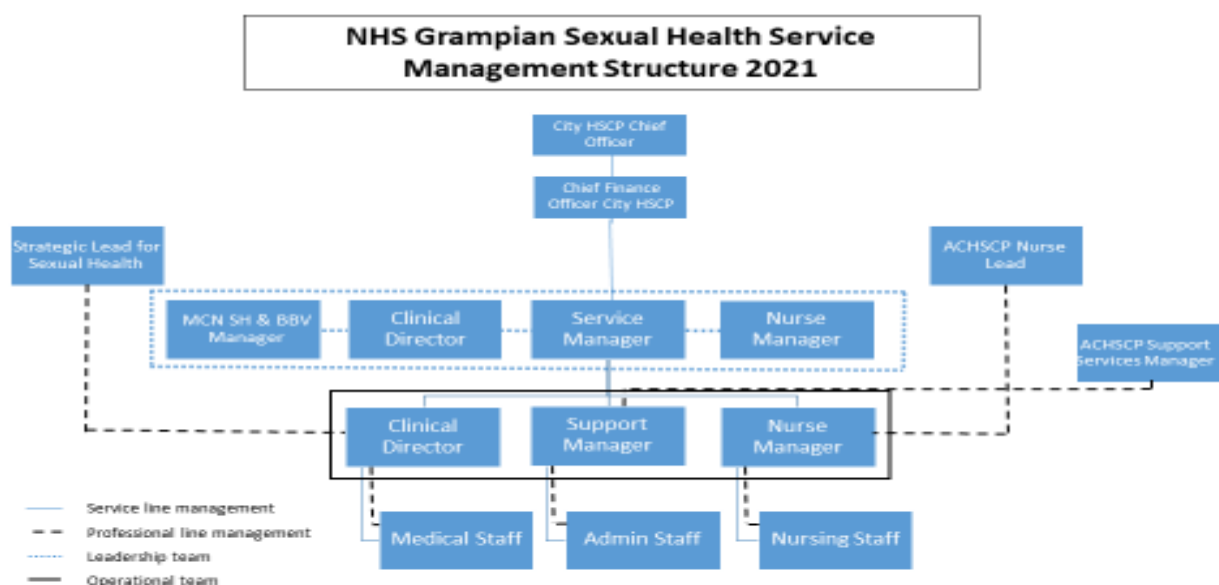 NHS Grampian Sexual Health Service
Management Structure 2021
City HSCP Chief
Officer
Chief Finance
Officer City HSCP
Strategic Lead for
Sexual Health
ACHSCP Nurse
Lead
MCN SH & BBV
Manager
Clinical
Director
Service
Manager
Nurse
Manager
ACHSCP Support
Services Manager
Clinical
Director
Support
Manager
Nurse
Manager
Medical Staff
Admin Staff
Nursing Staff
Service line management
Professional line management
Leadership team
Operational team